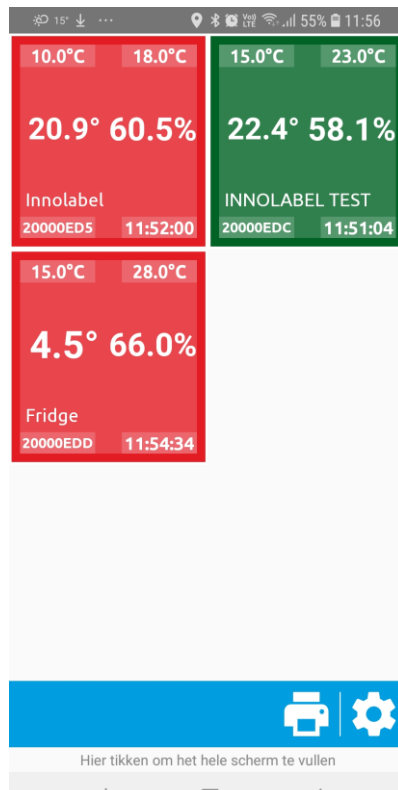 15° 55% 11:56
10.0°C 18.0°C
20.9° 60.5%
Innolabel
20000ED5 11:52:00
15.0°C 23.0°C
22.4° 58.1%
INNOLABEL TEST
20000EDC 11:51:04
15.0°C 28.0°C
4.5° 66.0%
Fridge
20000EDD 11:54:34
Hier tikken om het hele scherm te vullen